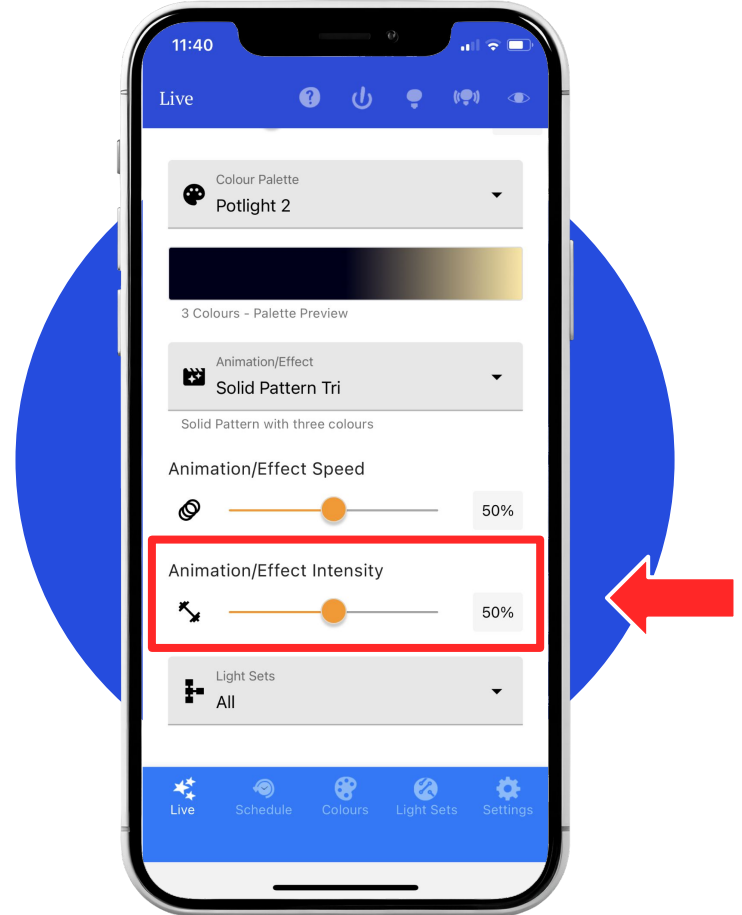 11:40
Live
Colour Palette
Potlight 2
3 Colours - Palette Preview
Animation/Effect
Solid Pattern Tri
Solid Pattern with three colours
Animation/Effect Speed
50%
Animation/Effect Intensity
50%
Light Sets
All
Live Schedule Colours Light Sets Settings